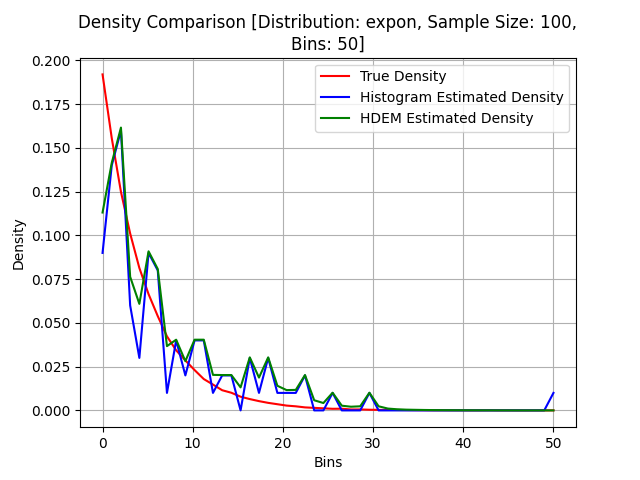 Density Comparison [Distribution: expon, Sample Size: 100,
Bins: 50]
True Density
Histogram Estimated Density
HDEM Estimated Density
Density
0.200
0.175
0.150
0.125
0.100
0.075
0.050
0.025
0.000
0 10 20 30 40 50
Bins